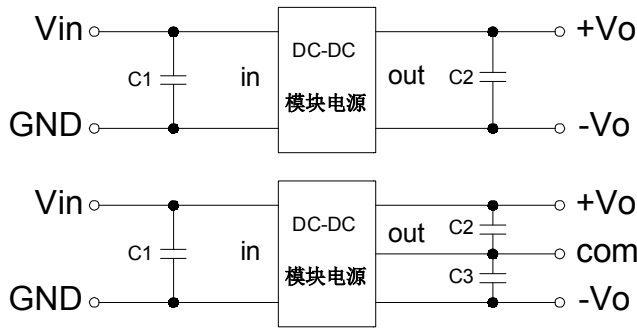 Vin
+Vo
DC-DC
C1
in
out
C2
模块电源
GND
-Vo
Vin
+Vo
DC-DC
C2
C1
in
out
com
模块电源
C3
GND
-Vo